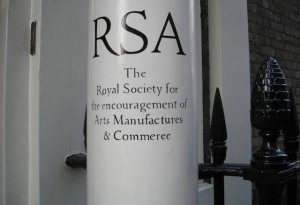 RSA
The
Royal Society for
the encouragement of
Arts Manufactures
& Commerce